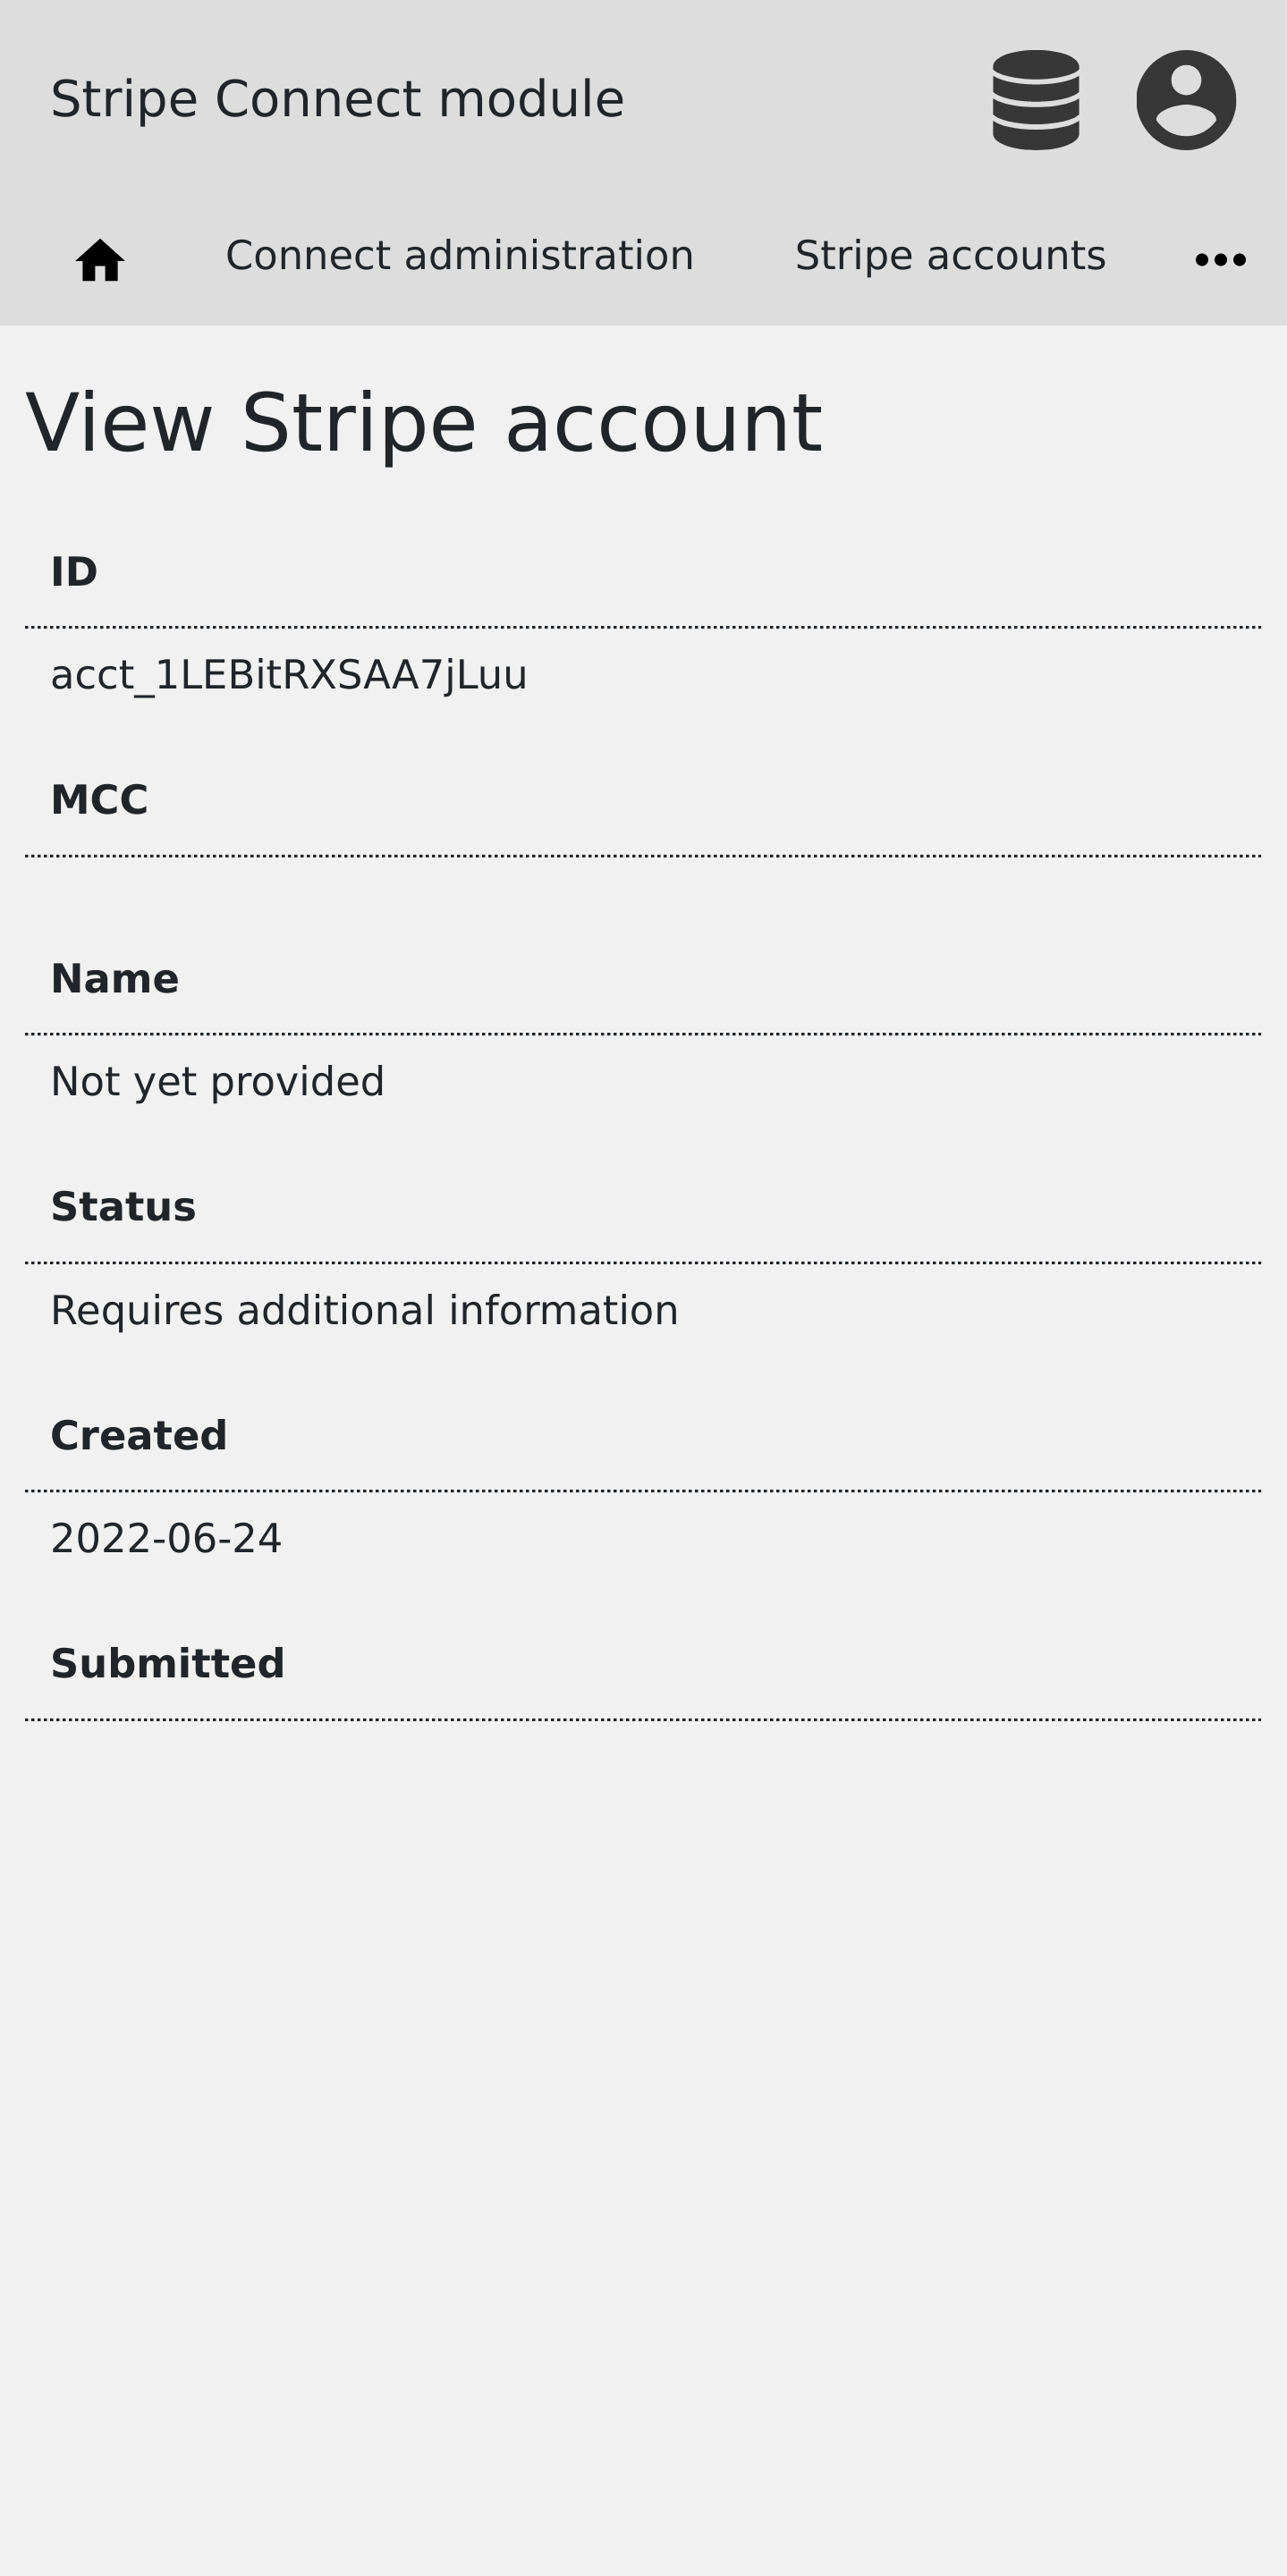 Stripe Connect module
Connect administration Stripe accounts
View Stripe account
ID
acct_1LEBitRXSAA7jLuu
MCC
Name
Not yet provided
Status
Requires additional information
Created
2022-06-24
Submitted